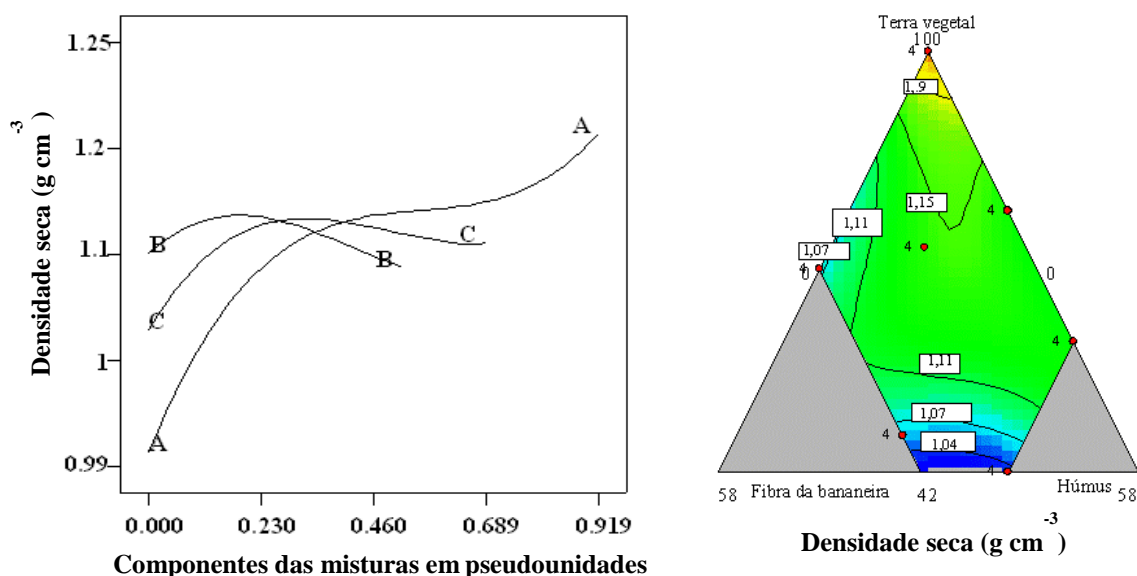 1.25
1.2
1.1
1
0.99
Densidade seca (g cm -3)
A
B
C
A
B
C
A
0.000 0.230 0.460 0.689 0.919
Componentes das misturas em pseudounidades
Terra vegetal
100
4
1,.9
1,15
4
1,11
4
1,07
4
0
0
4
1,11
1,07
4
1,04
4
58 Fibra da bananeira 42 Húmus 58
Densidade seca (g cm -3)